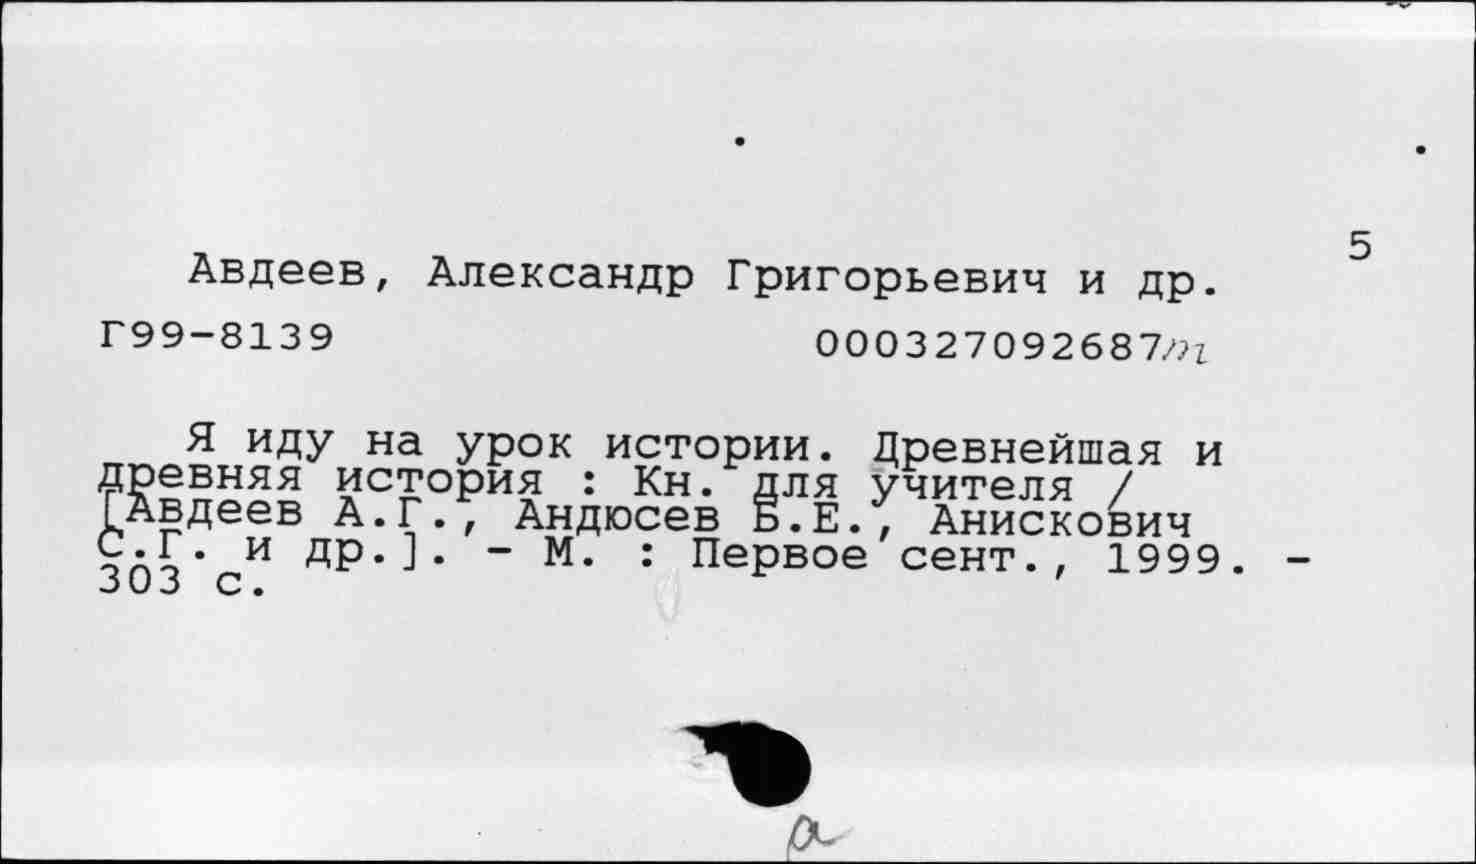 5
Авдеев, Александр Григорьевич и др.
Г99-8139 000327092687m
Я иду на урок истории. Древнейшая и
древняя история : Кн. для учителя /
[Авдеев А.Г., Андюсев Б.Е., Анискович
С.Г. и др.]. - М. : Первое сент., 1999. -
303 с.
a